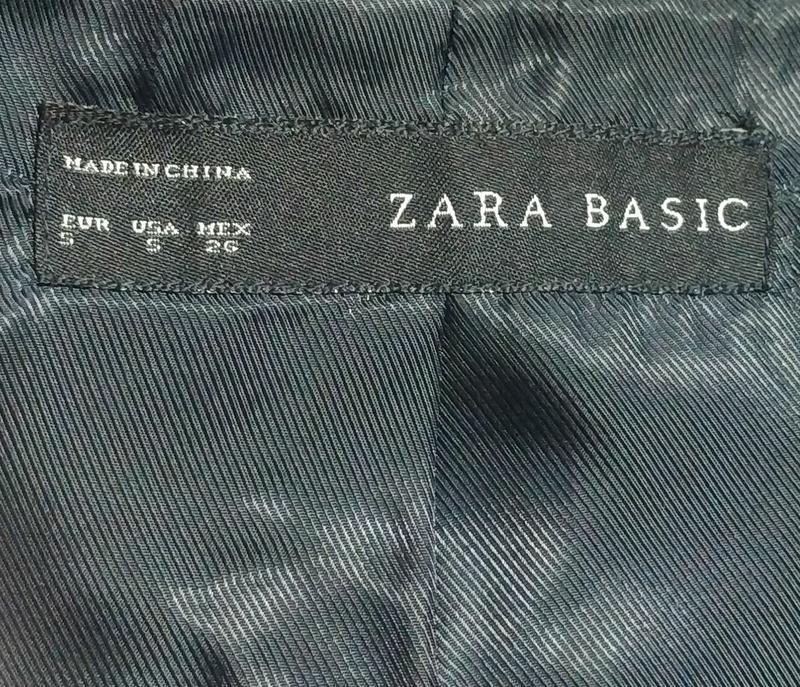 MADE IN CHINA
ZARA BASIC
EUR USA MEX
S S 26